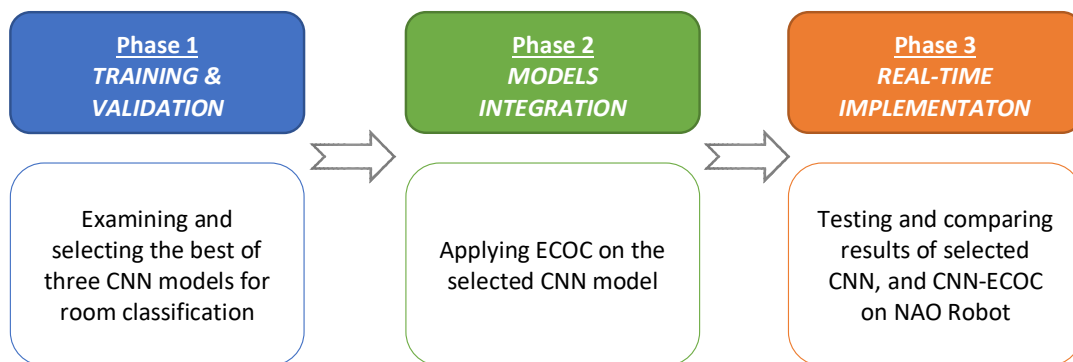 Phase 1
TRAINING &
VALIDATION
Examining and
selecting the best of
three CNN models for
room classification
Phase 2
MODELS
INTEGRATION
Applying ECOC on the
selected CNN model
Phase 3
REAL-TIME
IMPLEMENTATON
Testing and comparing
results of selected
CNN, and CNN-ECOC
on NAO Robot